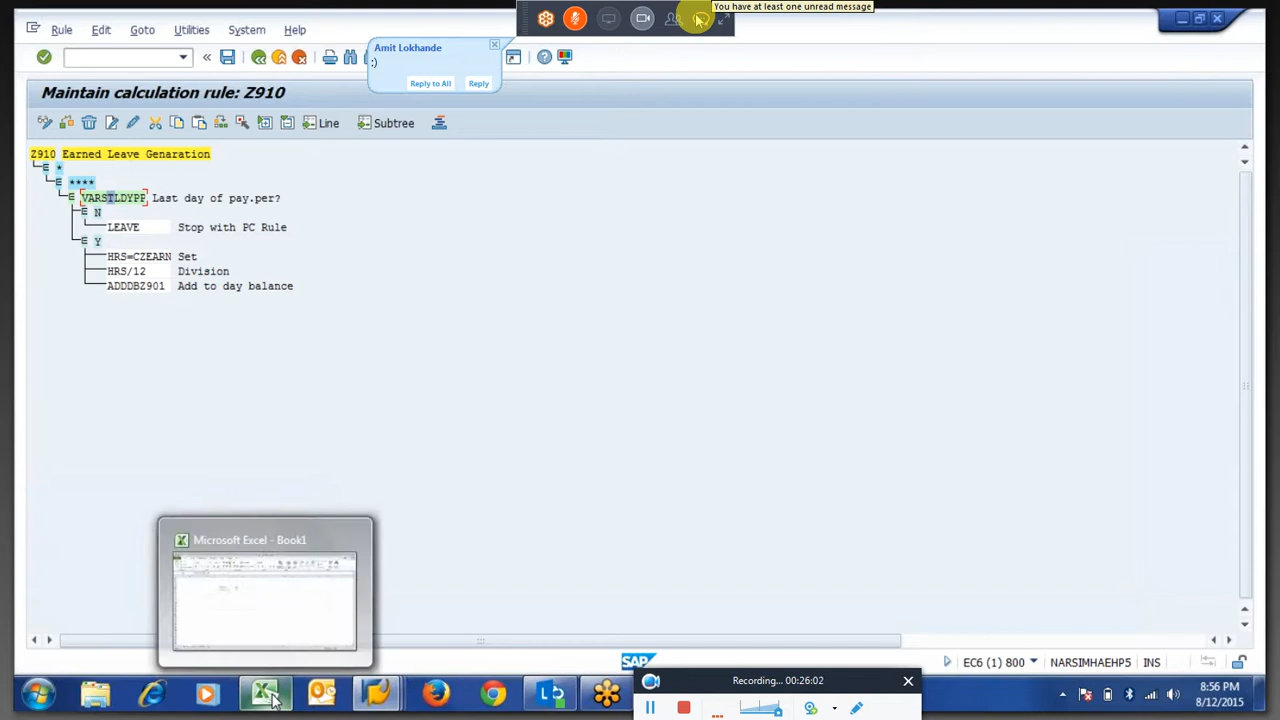 You have at least one unread message
Rule Edit Goto Utilities System Help
Amit Lokhande
:)
Reply to All Reply
Maintain calculation rule: Z910
Line Subtree
Z910 Earned Leave Genaration
*
****
VARSTLDYPP Last day of pay.per?
N
LEAVE Stop with PC Rule
Y
HRS=CZEARN Set
HRS/12 Division
ADDDBZ901 Add to day balance
Microsoft Excel - Book1
SAP EC6 (1) 800 NARSIMHAEHP5 INS
Recording... 00:26:02
8:56 PM
8/12/2015